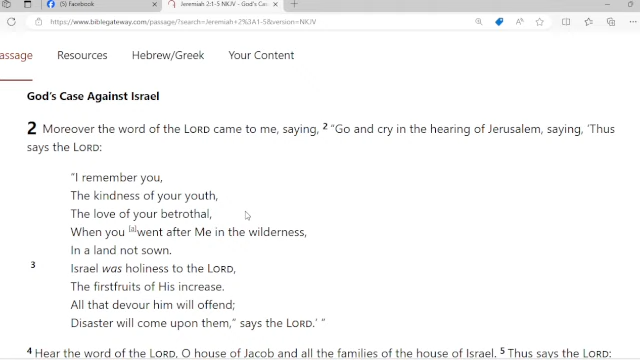 (5) Facebook
Jeremiah 2:1-5 NKJV - God's Ca
https://www.biblegateway.com/passage/?search=Jeremiah+2%3A1-5&version=NKJV
assage Resources Hebrew/Greek Your Content
God's Case Against Israel
2 Moreover the word of the LORD came to me, saying, 2 "Go and cry in the hearing of Jerusalem, saying, 'Thus
says the LORD:
"I remember you,
The kindness of your youth,
The love of your betrothal,
When you [a]went after Me in the wilderness,
In a land not sown.
3 Israel was holiness to the LORD,
The firstfruits of His increase.
All that devour him will offend;
Disaster will come upon them," says the LORD.' "
4 Hear the word of the LORD, O house of Jacob and all the families of the house of Israel. 5 Thus says the LORD: